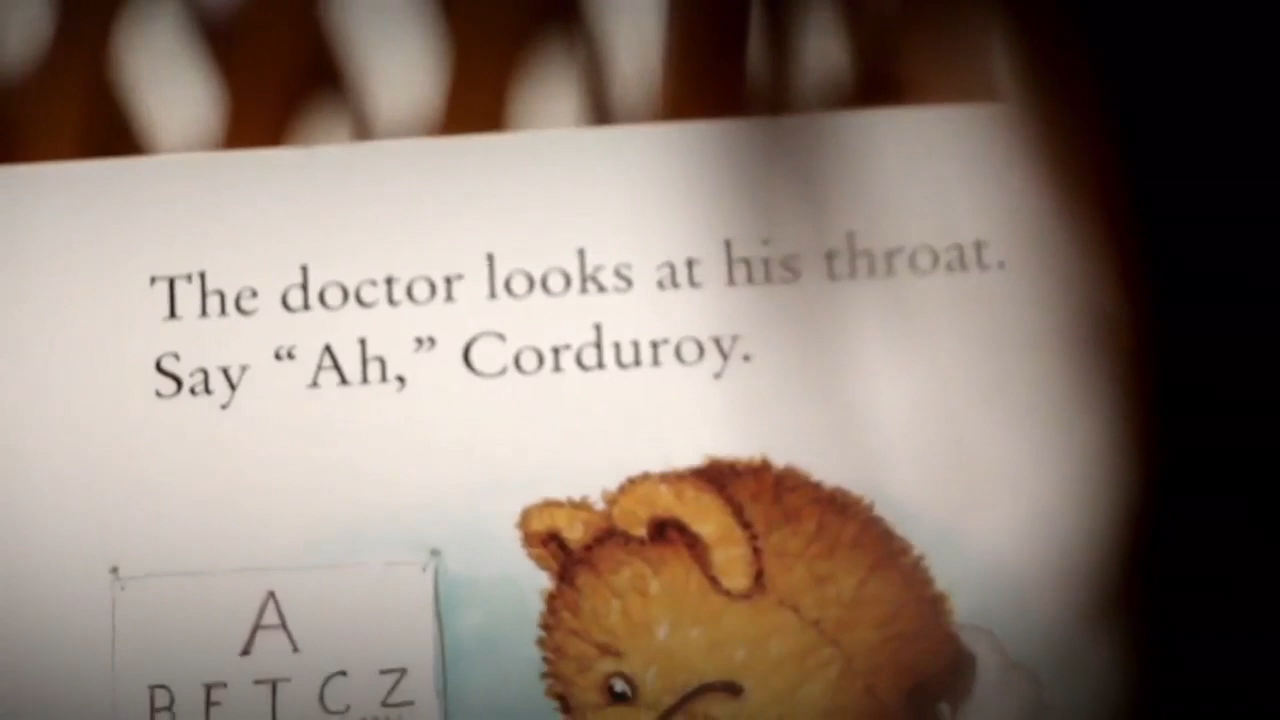 The doctor looks at his throat.
Say “Ah,” Corduroy.
A
B F T C Z